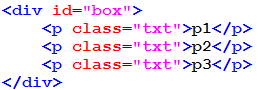 <div id="box">
    <p class="txt">p1</p>
    <p class="txt">p2</p>
    <p class="txt">p3</p>
</div>